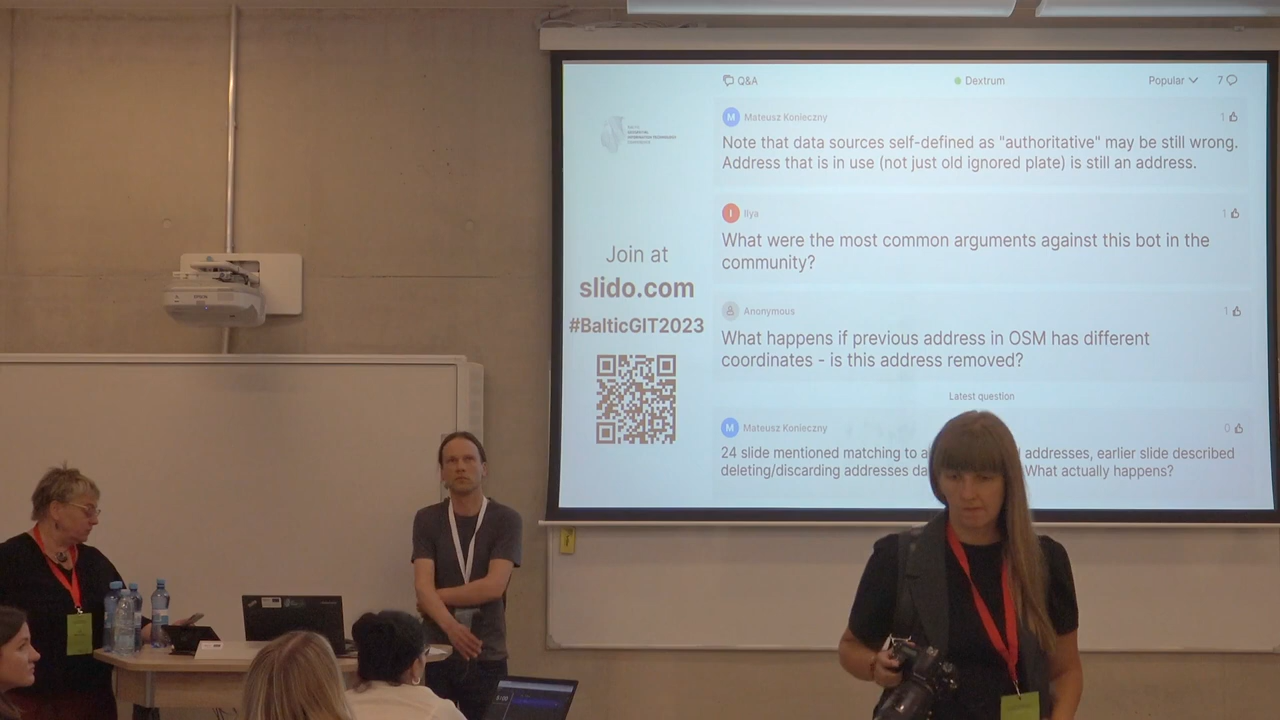 Q&A
Dextrum
Popular
7
M Mateusz Konieczny
1
Note that data sources self-defined as "authoritative" may be still wrong.
Address that is in use (not just old ignored plate) is still an address.
I Ilya
1
What were the most common arguments against this bot in the
community?
Anonymous
1
What happens if previous address in OSM has different
coordinates - is this address removed?
Latest question
M Mateusz Konieczny
0
24 slide mentioned matching to addresses, earlier slide described
deleting/discarding addresses What actually happens?
Join at
slido.com
#BalticGIT2023